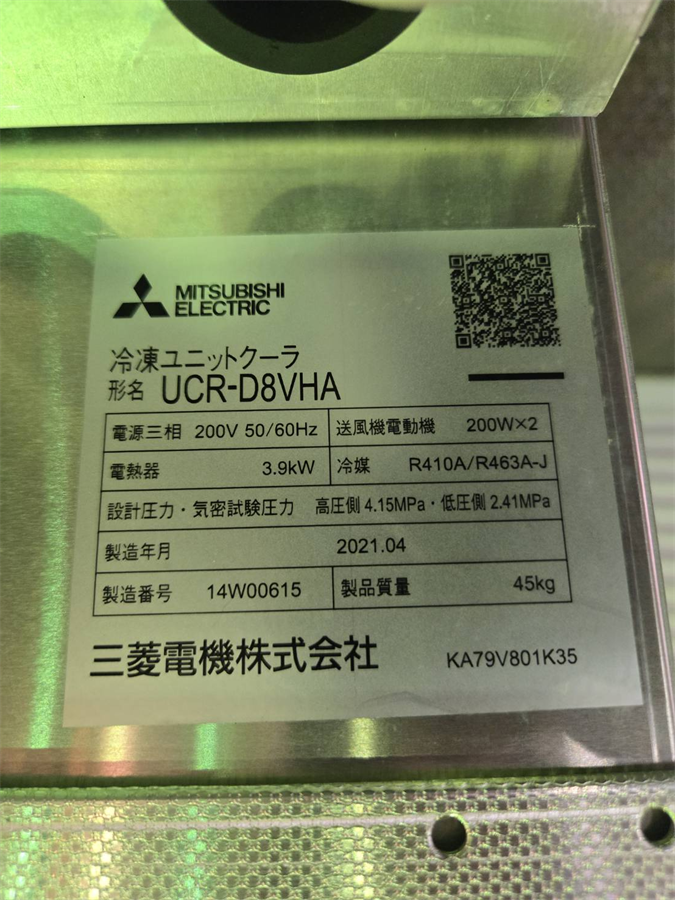 MITSUBISHI
ELECTRIC
冷凍ユニットクーラ
形名 UCR-D8VHA
電源三相 200V 50/60Hz 送風機電動機 200W×2
電熱器 3.9kW 冷媒 R410A/R463A-J
設計圧力・気密試験圧力 高圧側 4.15MPa・低圧側 2.41MPa
製造年月 2021.04
製造番号 14W00615 製品質量 45kg
三菱電機株式会社 KA79V801K35